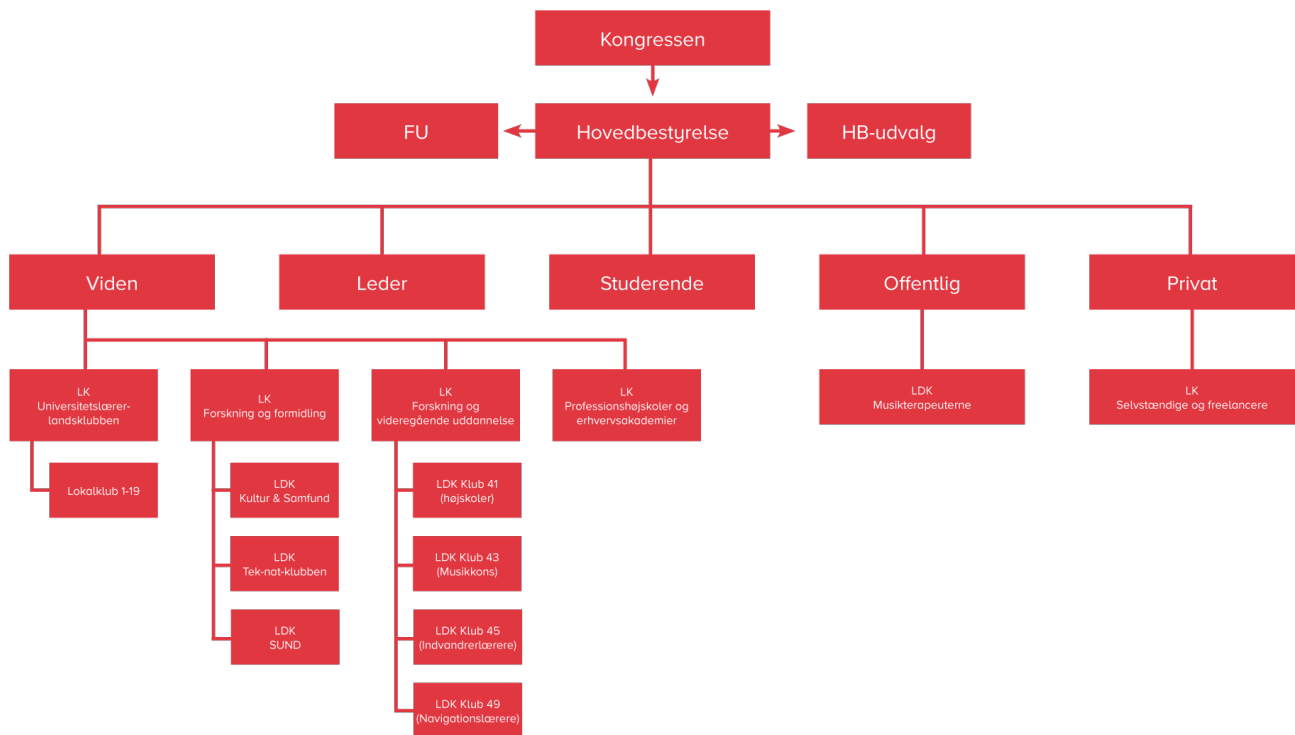 Kongressen
FU
Hovedbestyrelse
HB-udvalg
Viden
Leder
Studerende
Offentlig
Privat
LK
Universitetslærer-
landsklubben
LK
Forskning og formidling
LK
Forskning og
videregående uddannelse
LK
Professionshøjskoler og
erhvervsakademier
LDK
Musikterapeuterne
LK
Selvstændige og freelancere
Lokalklub 1-19
LDK
Kultur & Samfund
LDK Klub 41
(højskoler)
LDK
Tek-nat-klubben
LDK Klub 43
(Musikkons)
LDK
SUND
LDK Klub 45
(Indvandrerlærere)
LDK Klub 49
(Navigationslærere)